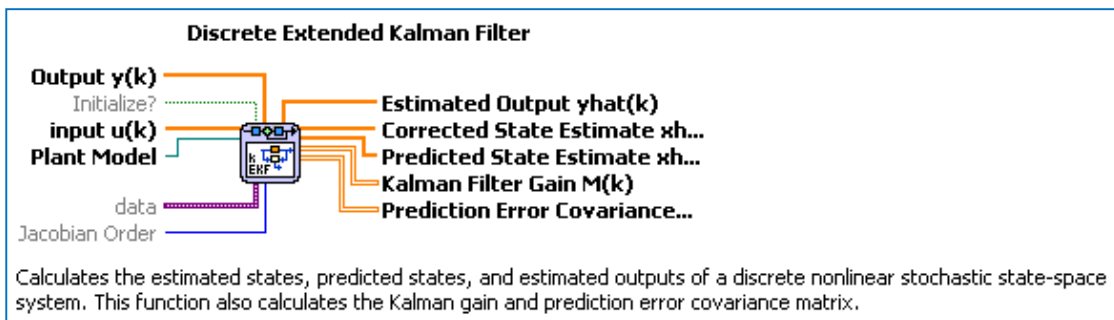 Discrete Extended Kalman Filter
Output y(k)
Initialize?
input u(k)
Plant Model
data
Jacobian Order
k
EKF
Estimated Output yhat(k)
Corrected State Estimate xh...
Predicted State Estimate xh...
Kalman Filter Gain M(k)
Prediction Error Covariance...
Calculates the estimated states, predicted states, and estimated outputs of a discrete nonlinear stochastic state-space
system. This function also calculates the Kalman gain and prediction error covariance matrix.